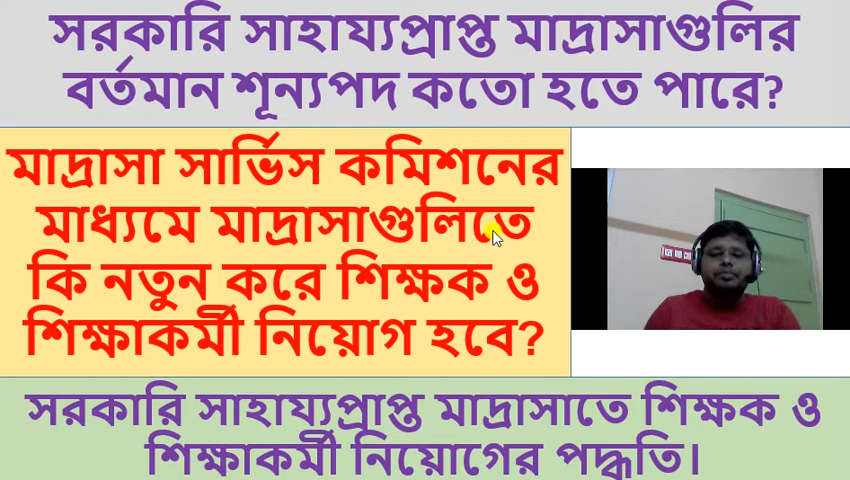 সরকারি সাহায্যপ্রাপ্ত মাদ্রাসাগুলির
বর্তমান শূন্যপদ কতো হতে পারে?
মাদ্রাসা সার্ভিস কমিশনের
মাধ্যমে মাদ্রাসাগুলিতে
কি নতুন করে শিক্ষক ও
শিক্ষাকর্মী নিয়োগ হবে?
সরকারি সাহায্যপ্রাপ্ত মাদ্রাসাতে শিক্ষক ও
শিক্ষাকর্মী নিয়োগের পদ্ধতি।